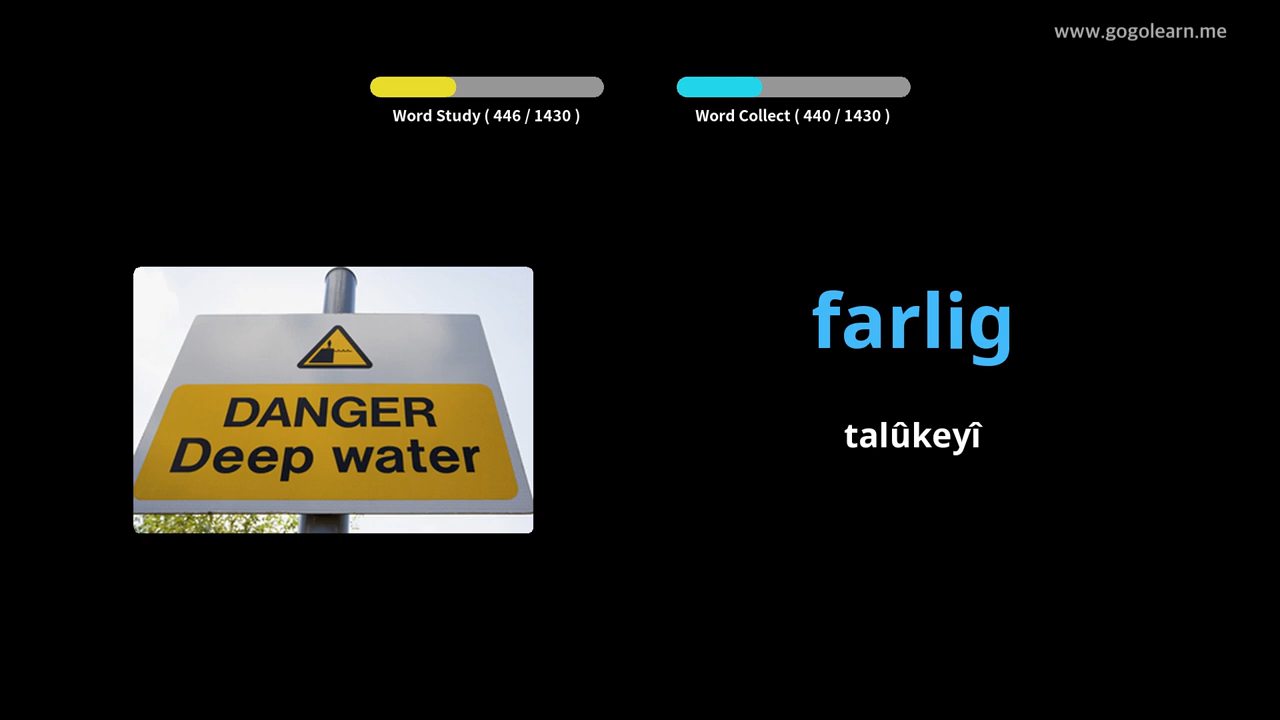 www.gogolearn.me
Word Study ( 446 / 1430 )
Word Collect ( 440 / 1430 )
DANGER
Deep water
farlig
talûkeyî